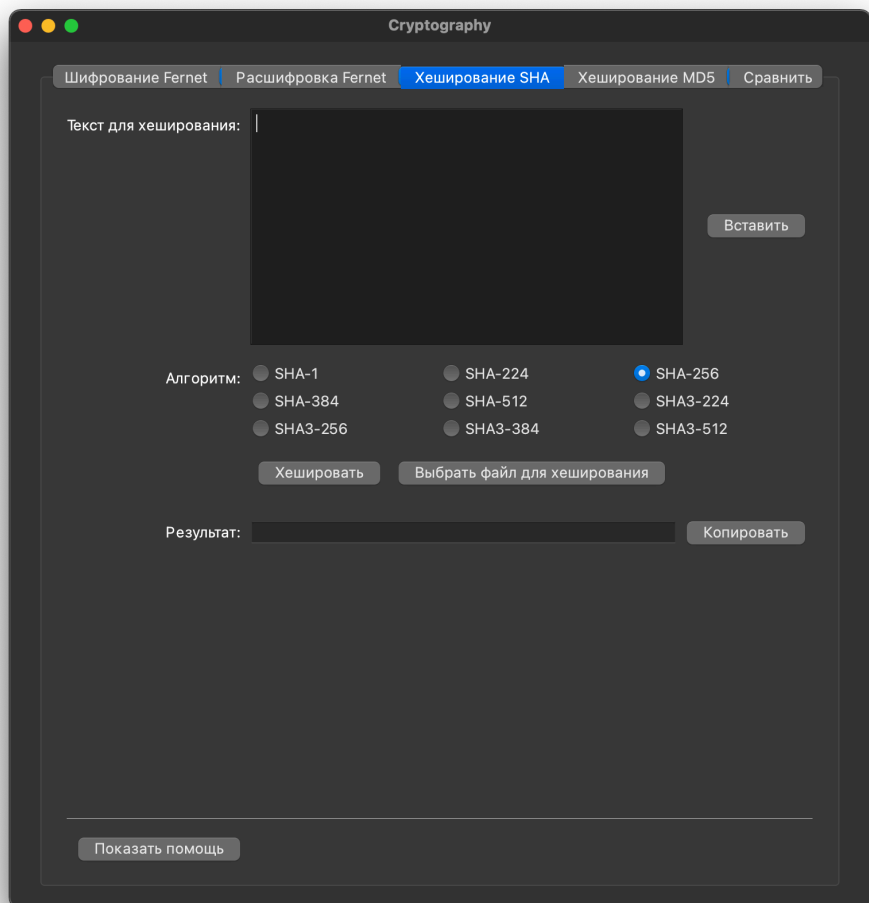 Cryptography
Шифрование Fernet Расшифровка Fernet Хеширование SHA Хеширование MD5 Сравнить
Текст для хеширования:
Вставить
Алгоритм: SHA-1 SHA-224 SHA-256
SHA-384 SHA-512 SHA3-224
SHA3-256 SHA3-384 SHA3-512
Хешировать Выбрать файл для хеширования
Результат: Копировать
Показать помощь